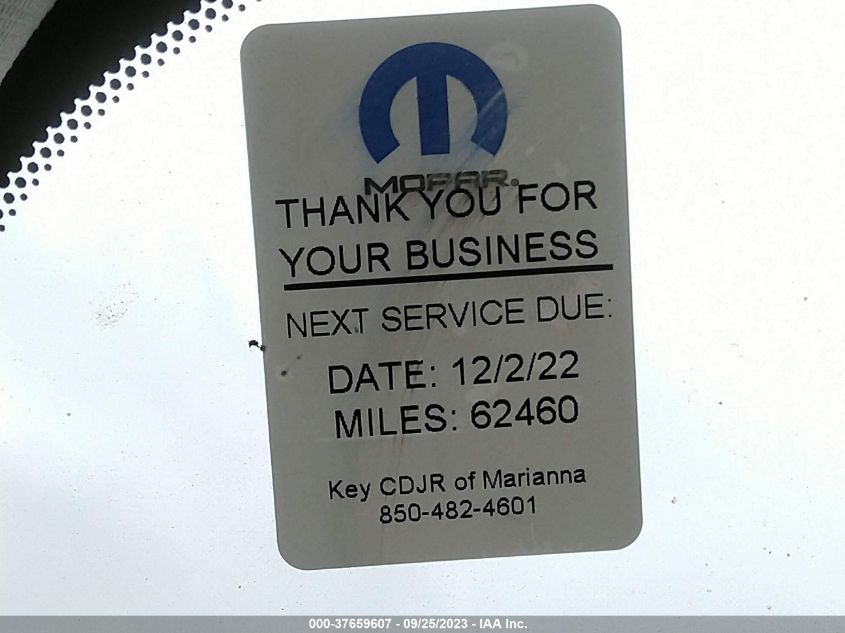 MOPAR®
THANK YOU FOR
YOUR BUSINESS
NEXT SERVICE DUE:
DATE: 12/2/22
MILES: 62460
Key CDJR of Marianna
850-482-4601
000-37659607 - 09/25/2023 - IAA Inc.